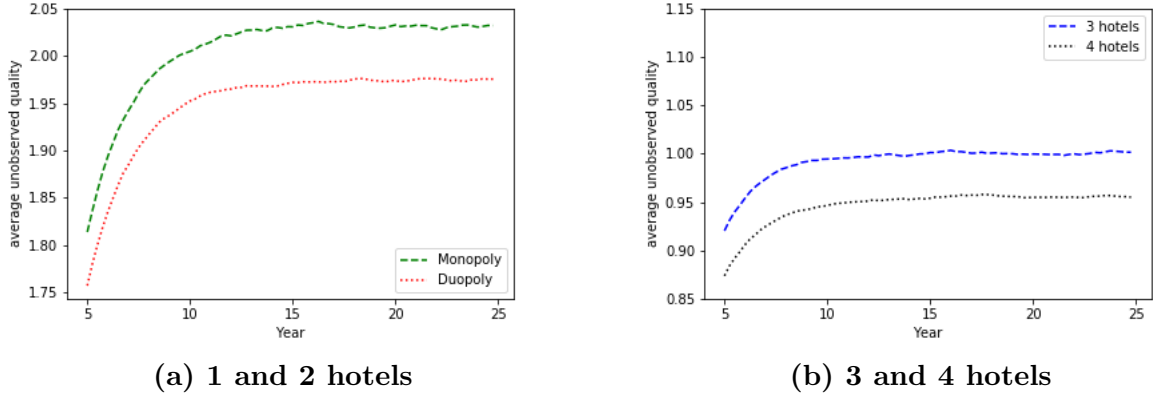 2.05
2.00
1.95
1.90
1.85
1.80
1.75
average unobserved quality
Monopoly
Duopoly
5 10 15 20 25
Year
(a) 1 and 2 hotels
1.15
1.10
1.05
1.00
0.95
0.90
0.85
average unobserved quality
3 hotels
4 hotels
5 10 15 20 25
Year
(b) 3 and 4 hotels